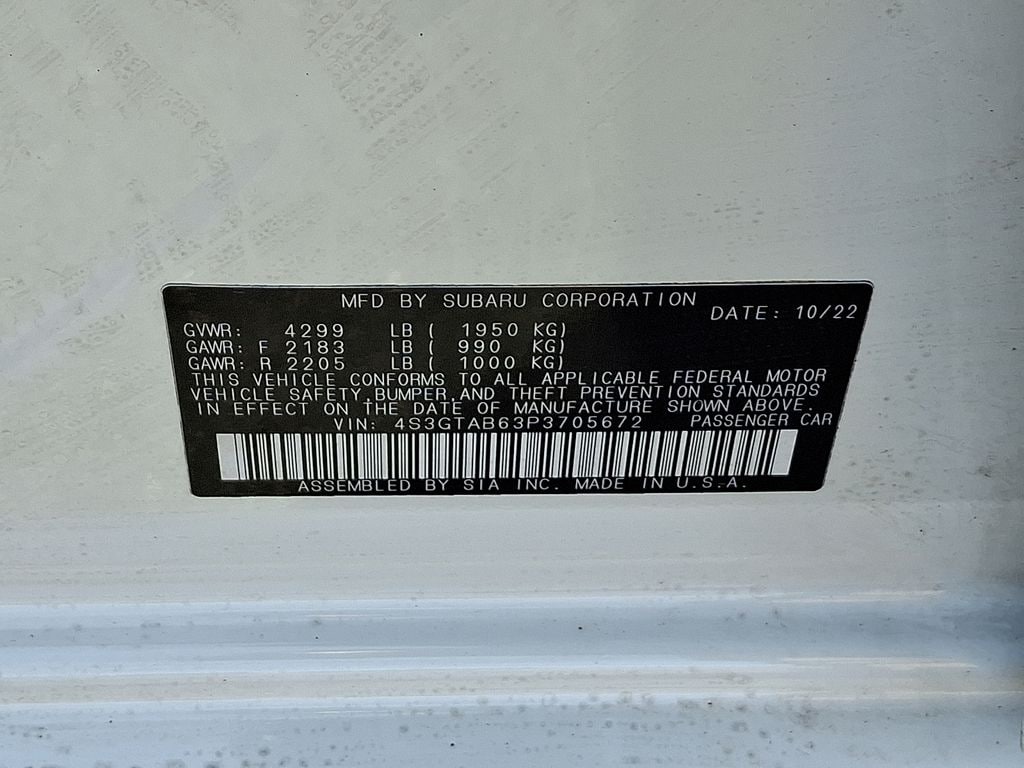 MFD BY SUBARU CORPORATION
DATE: 10/22
GVWR: 4299 LB ( 1950 KG)
GAWR: F 2183 LB ( 990 KG)
GAWR: R 2205 LB ( 1000 KG)
THIS VEHICLE CONFORMS TO ALL APPLICABLE FEDERAL MOTOR
VEHICLE SAFETY,BUMPER,AND THEFT PREVENTION STANDARDS
IN EFFECT ON THE DATE OF MANUFACTURE SHOWN ABOVE.
VIN: 4S3GTAB63P3705672 PASSENGER CAR
ASSEMBLED BY SIA INC. MADE IN U.S.A.